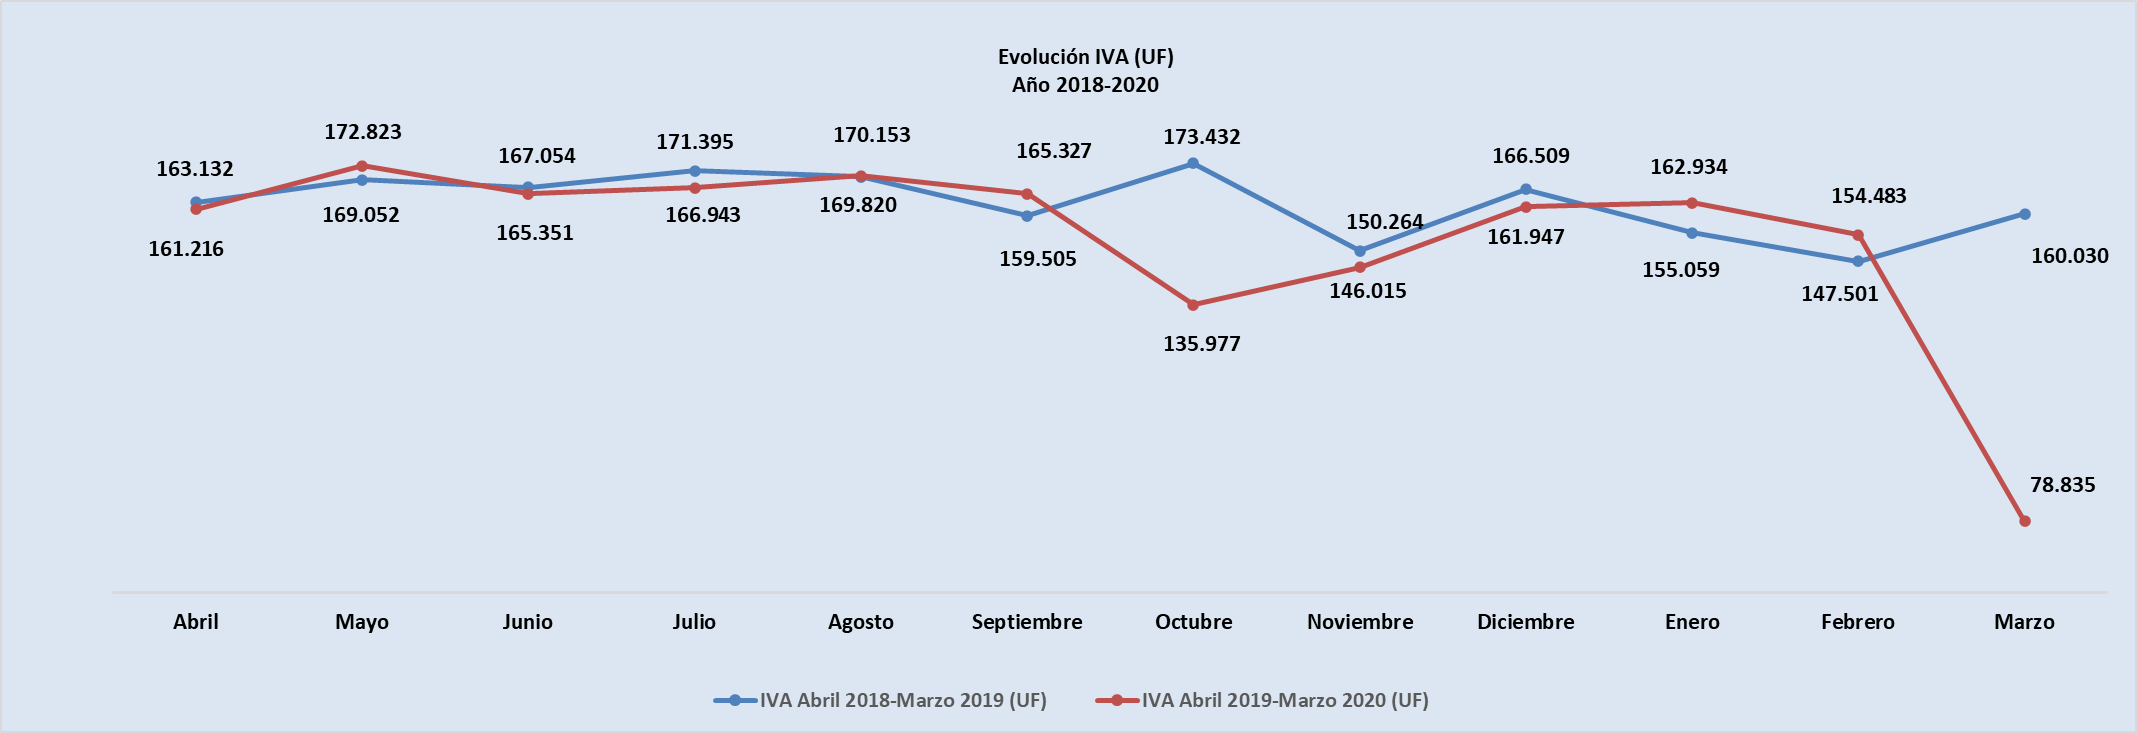 Evolución IVA (UF)
Año 2018-2020
163.132
172.823
167.054
171.395
170.153
165.327
173.432
150.264
166.509
162.934
154.483
160.030
161.216
169.052
165.351
166.943
169.820
159.505
135.977
146.015
161.947
155.059
147.501
78.835
Abril
Mayo
Junio
Julio
Agosto
Septiembre
Octubre
Noviembre
Diciembre
Enero
Febrero
Marzo
IVA Abril 2018-Marzo 2019 (UF)
IVA Abril 2019-Marzo 2020 (UF)